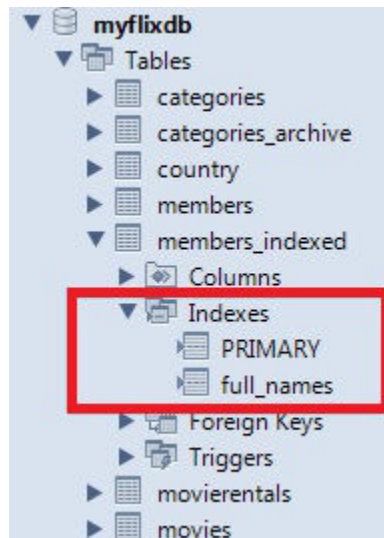 myflixdb
Tables
categories
categories_archive
country
members
members_indexed
Columns
Indexes
PRIMARY
full_names
Foreign Keys
Triggers
movierentals
movies